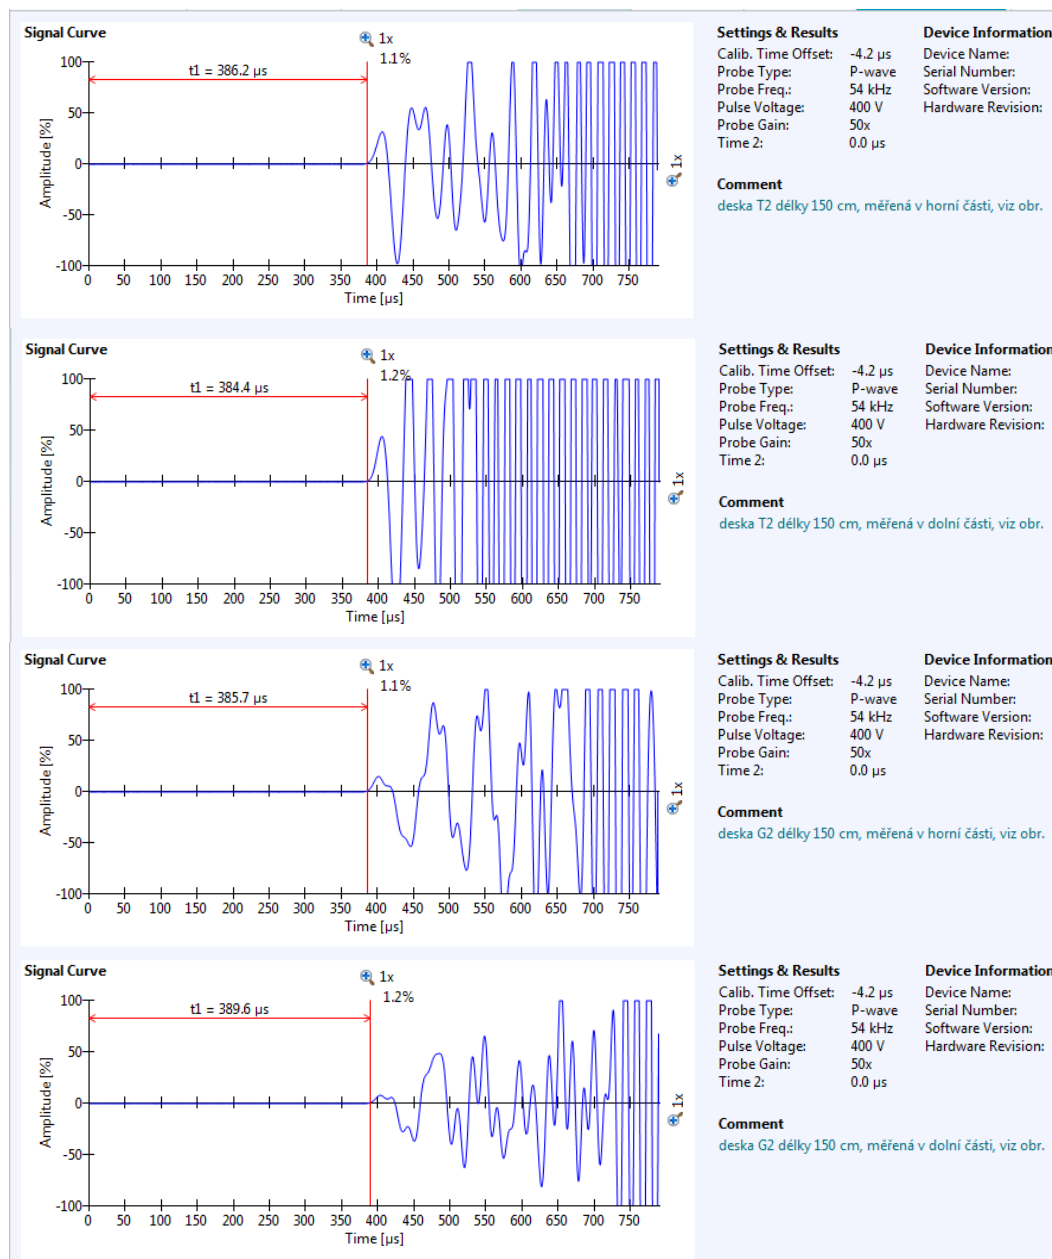 Signal Curve
1x
1.1%
t1 = 386.2 µs
100
50
0
-50
-100
Amplitude [%]
0 50 100 150 200 250 300 350 400 450 500 550 600 650 700 750
Time [µs]
1x
Settings & Results
Calib. Time Offset: -4.2 µs
Probe Type: P-wave
Probe Freq.: 54 kHz
Pulse Voltage: 400 V
Probe Gain: 50x
Time 2: 0.0 µs
Device Information
Device Name:
Serial Number:
Software Version:
Hardware Revision:
Comment
deska T2 délky 150 cm, měřená v horní části, viz obr.
Signal Curve
1x
1.2%
t1 = 384.4 µs
100
50
0
-50
-100
Amplitude [%]
0 50 100 150 200 250 300 350 400 450 500 550 600 650 700 750
Time [µs]
1x
Settings & Results
Calib. Time Offset: -4.2 µs
Probe Type: P-wave
Probe Freq.: 54 kHz
Pulse Voltage: 400 V
Probe Gain: 50x
Time 2: 0.0 µs
Device Information
Device Name:
Serial Number:
Software Version:
Hardware Revision:
Comment
deska T2 délky 150 cm, měřená v dolní části, viz obr.
Signal Curve
1x
1.1%
t1 = 385.7 µs
100
50
0
-50
-100
Amplitude [%]
0 50 100 150 200 250 300 350 400 450 500 550 600 650 700 750
Time [µs]
1x
Settings & Results
Calib. Time Offset: -4.2 µs
Probe Type: P-wave
Probe Freq.: 54 kHz
Pulse Voltage: 400 V
Probe Gain: 50x
Time 2: 0.0 µs
Device Information
Device Name:
Serial Number:
Software Version:
Hardware Revision:
Comment
deska G2 délky 150 cm, měřená v horní části, viz obr.
Signal Curve
1x
1.2%
t1 = 389.6 µs
100
50
0
-50
-100
Amplitude [%]
0 50 100 150 200 250 300 350 400 450 500 550 600 650 700 750
Time [µs]
1x
Settings & Results
Calib. Time Offset: -4.2 µs
Probe Type: P-wave
Probe Freq.: 54 kHz
Pulse Voltage: 400 V
Probe Gain: 50x
Time 2: 0.0 µs
Device Information
Device Name:
Serial Number:
Software Version:
Hardware Revision:
Comment
deska G2 délky 150 cm, měřená v dolní části, viz obr.